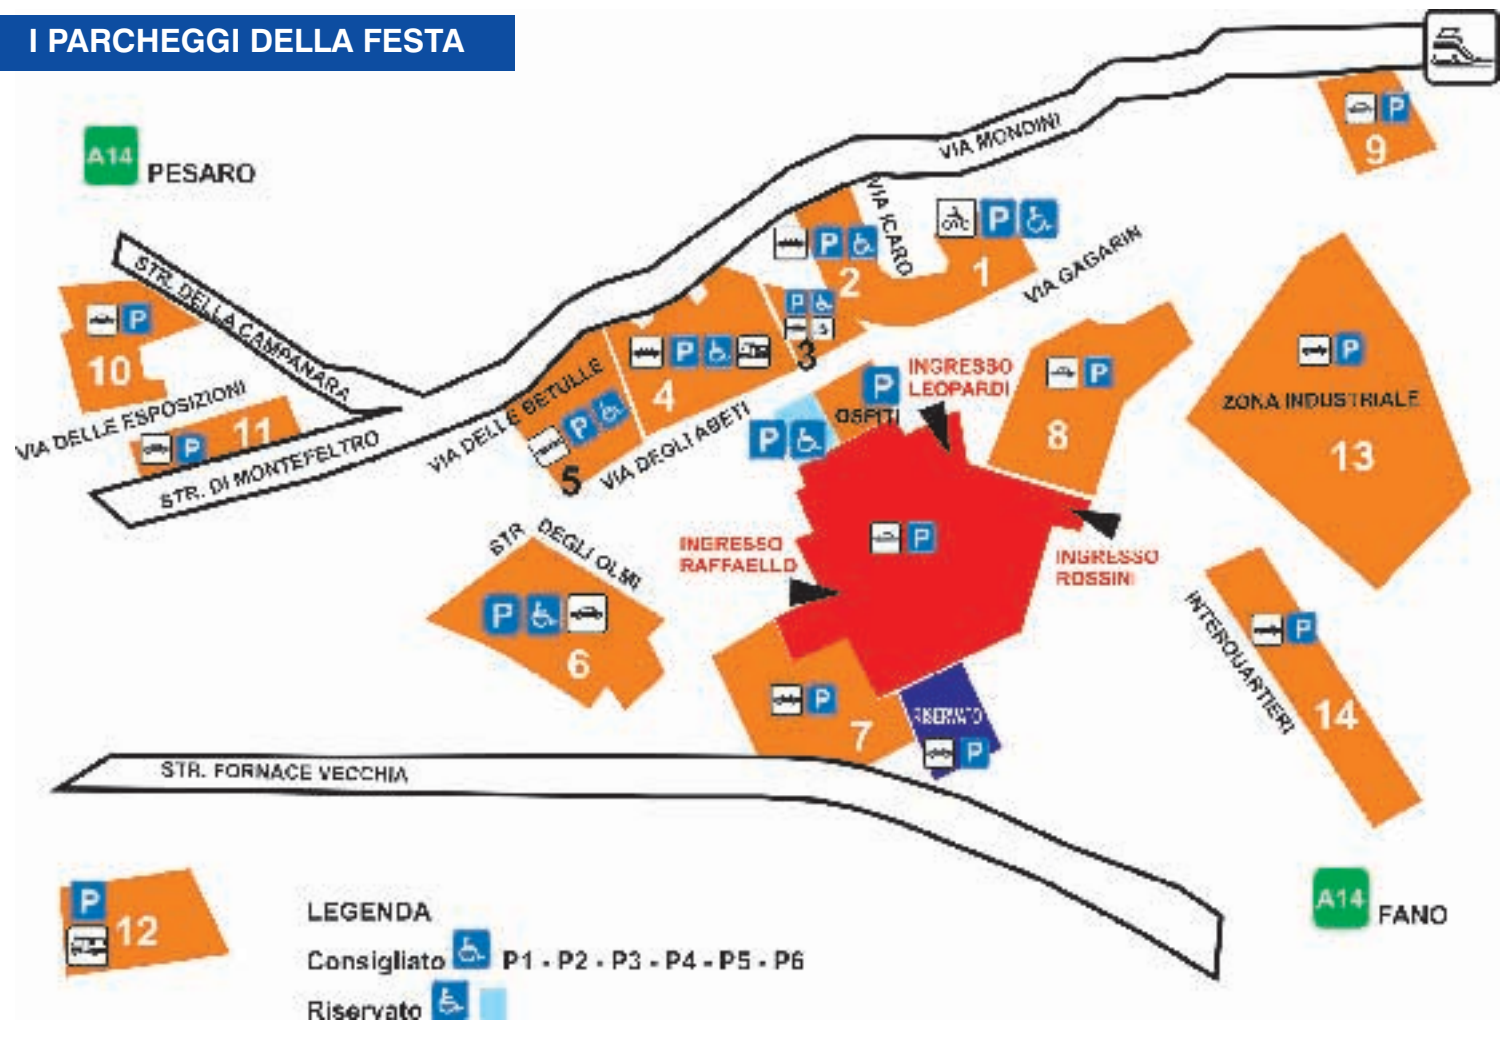 I PARCHEGGI DELLA FESTA
A14 PESARO
VIA MONDINI
P
9
VIA ICARO
P
1
P
2
VIA GAGARIN
STR. DELLA CAMPANARA
P
10
P
3
P
4
INGRESSO
LEOPARDI
P
8
P
ZONA INDUSTRIALE
13
VIA DELLE ESPOSIZIONI
P
11
STR. DI MONTEFELTRO
VIA DELLE BETULLE
P
5
VIA DEGLI ABETI
P
OSPITI
P
STR. DEGLI OLMI
P
6
INGRESSO
RAFFAELLO
P
INGRESSO
ROSSINI
INTERQUARTIERI
P
14
P
7
RISERVATO
P
STR. FORNACE VECCHIA
P
12
A14 FANO
LEGENDA
Consigliato P1 - P2 - P3 - P4 - P5 - P6
Riservato